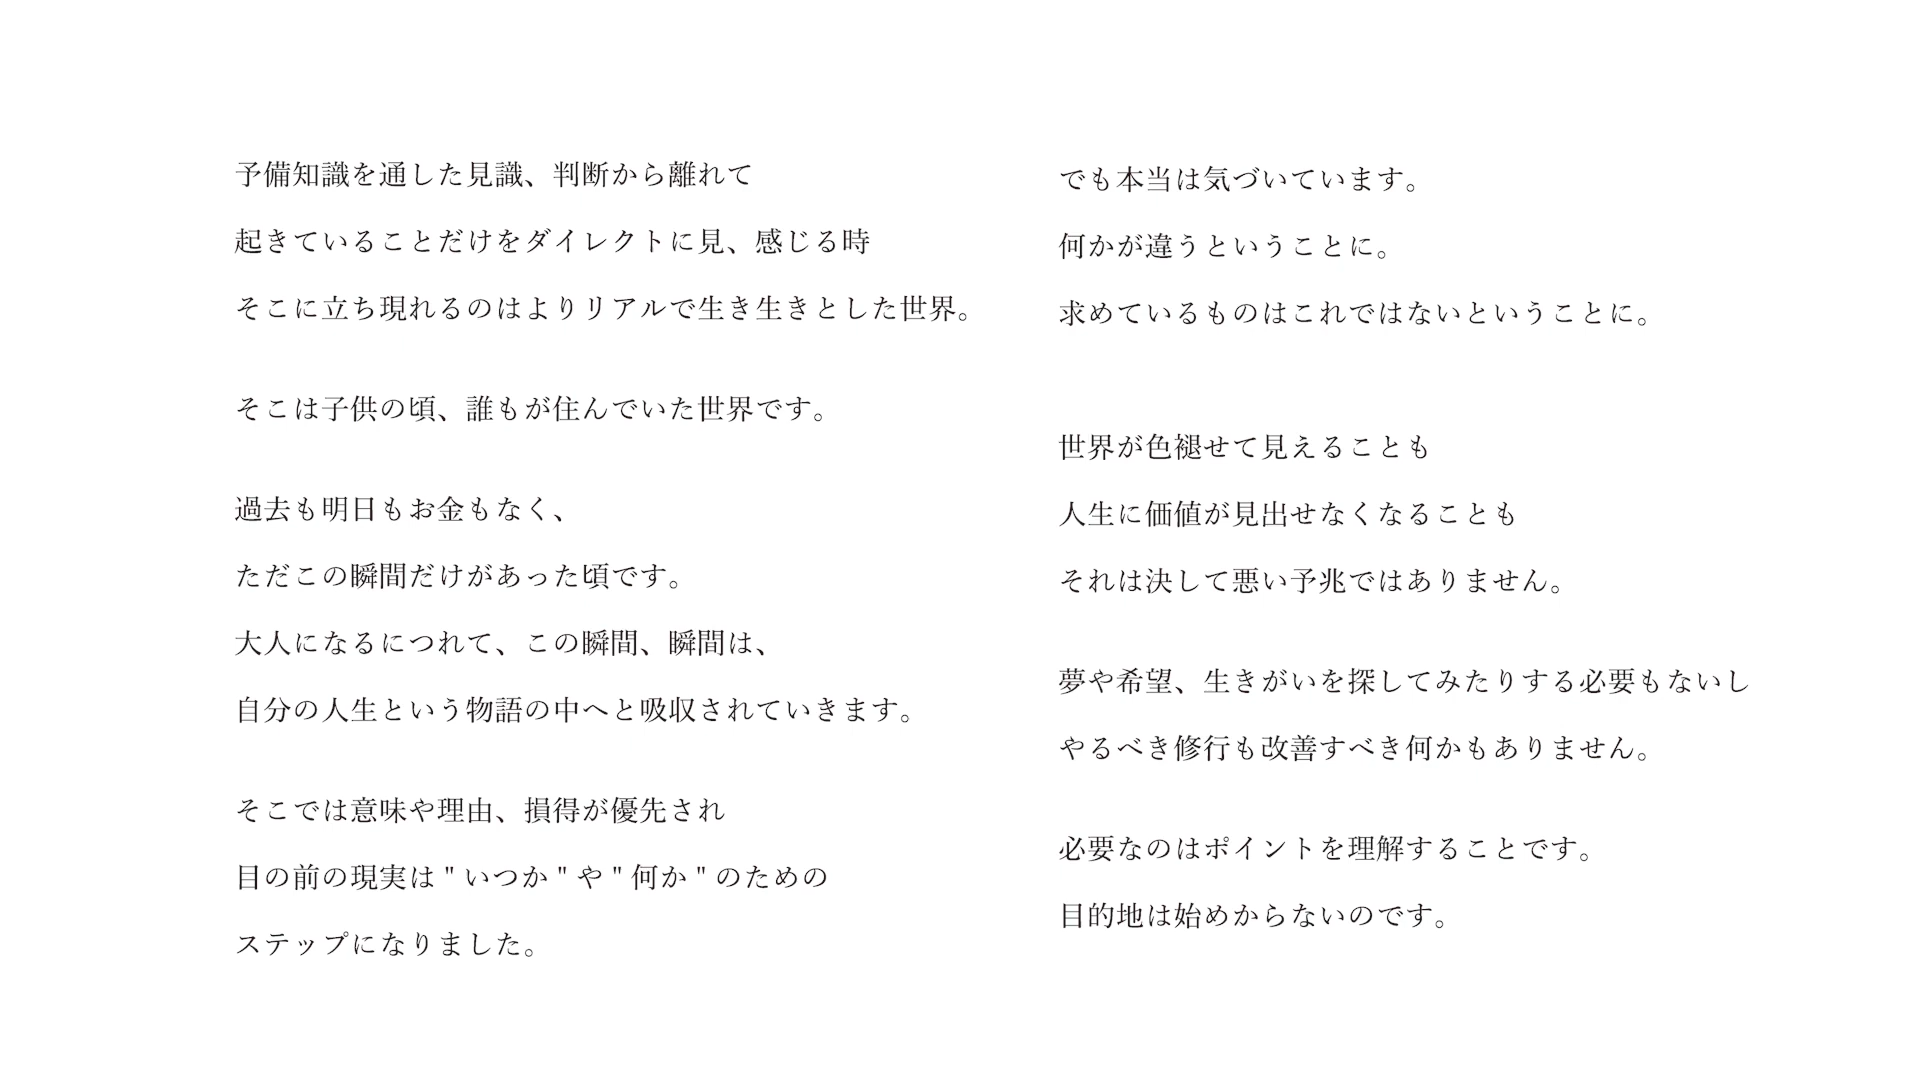 予備知識を通した見識、判断から離れて
起きていることだけをダイレクトに見、感じる時
そこに立ち現れるのはよりリアルで生き生きとした世界。
そこは子供の頃、誰もが住んでいた世界です。
過去も明日もお金もなく、
ただこの瞬間だけがあった頃です。
大人になるにつれて、この瞬間、瞬間は、
自分の人生という物語の中へと吸収されていきます。
そこでは意味や理由、損得が優先され
目の前の現実は " いつか " や " 何か " のための
ステップになりました。
でも本当は気づいています。
何かが違うということに。
求めているものはこれではないということに。
世界が色褪せて見えることも
人生に価値が見出せなくなることも
それは決して悪い予兆ではありません。
夢や希望、生きがいを探してみたりする必要もないし
やるべき修行も改善すべき何かもありません。
必要なのはポイントを理解することです。
目的地は始めからないのです。